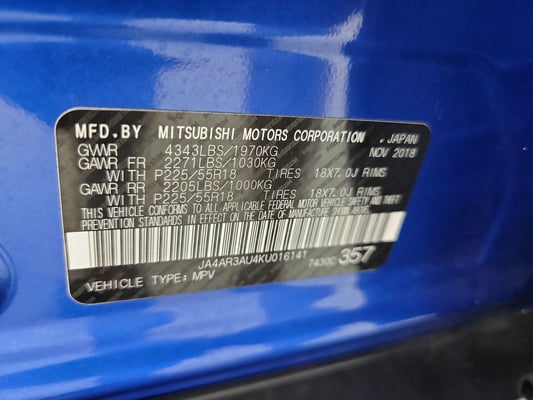 MFD.BY MITSUBISHI MOTORS CORPORATION . JAPAN
GVWR 4343LBS/1970KG NOV 2018
GAWR FR 2271LBS/1030KG
WITH P225/55R18 TIRES 18X7.0J RIMS
GAWR RR 2205LBS/1000KG
WITH P225/55R18 TIRES 18X7.0J RIMS
THIS VEHICLE CONFORMS TO ALL APPLICABLE FEDERAL MOTOR VEHICLE SAFETY AND THEFT
PREVENTION STANDARDS IN EFFECT ON THE DATE OF MANUFACTURE SHOWN ABOVE.
JA4AR3AU4KU016141
VEHICLE TYPE: MPV 7430C 357